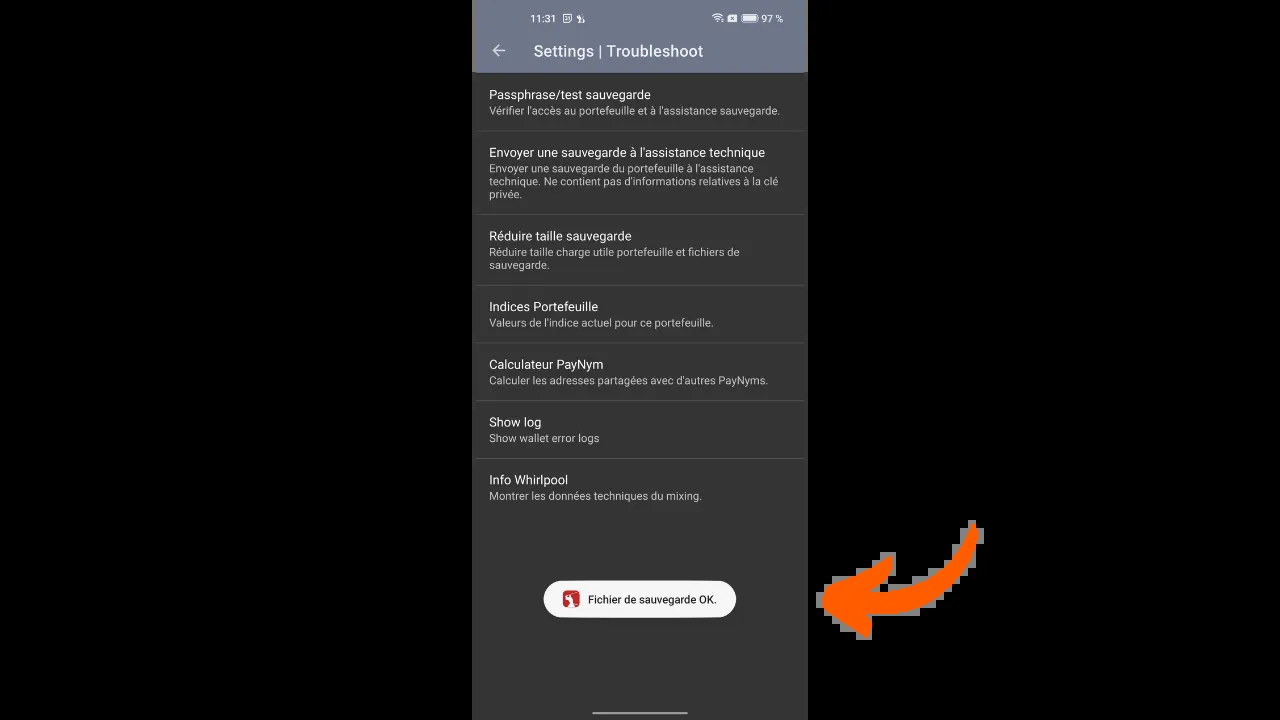 11:31
97 %
Settings | Troubleshoot
Passphrase/test sauvegarde
Vérifier l'accès au portefeuille et à l'assistance sauvegarde.
Envoyer une sauvegarde à l'assistance technique
Envoyer une sauvegarde du portefeuille à l'assistance
technique. Ne contient pas d'informations relatives à la clé
privée.
Réduire taille sauvegarde
Réduire taille charge utile portefeuille et fichiers de
sauvegarde.
Indices Portefeuille
Valeurs de l'indice actuel pour ce portefeuille.
Calculateur PayNym
Calculer les adresses partagées avec d'autres PayNyms.
Show log
Show wallet error logs
Info Whirlpool
Montrer les données techniques du mixing.
Fichier de sauvegarde OK.